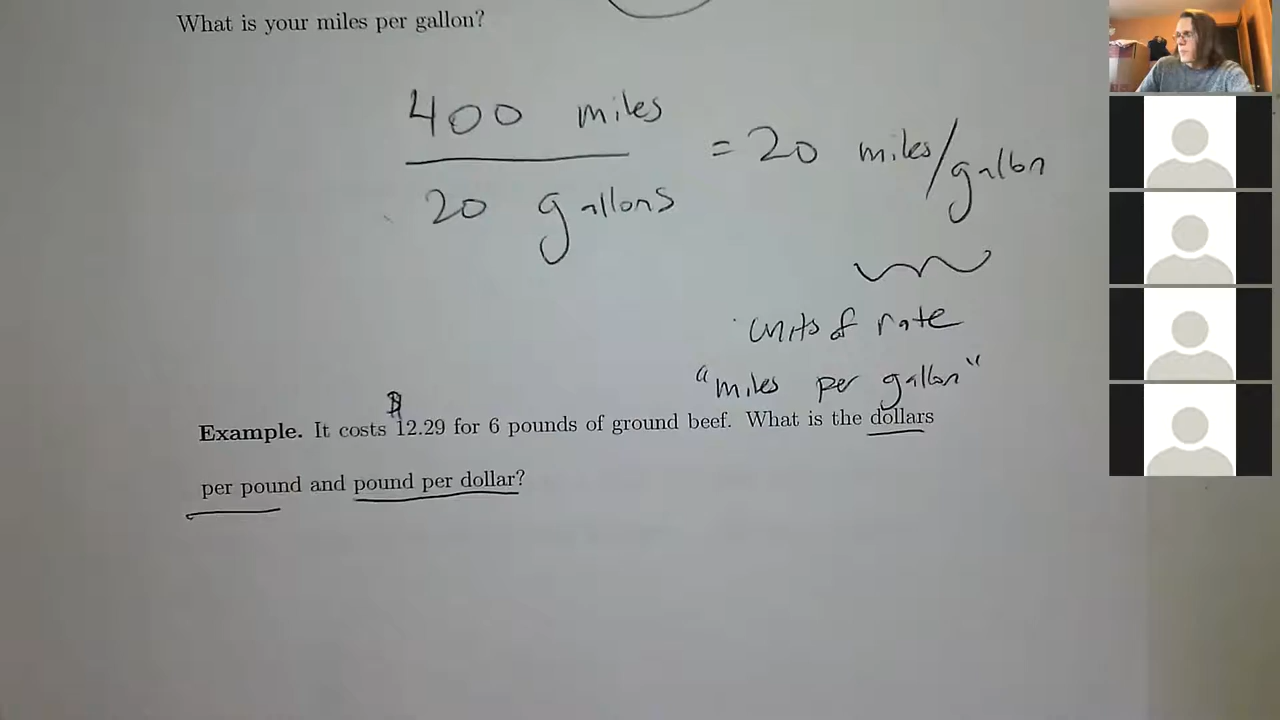 What is your miles per gallon?
400 miles
20 gallons
= 20 miles/gallon
units of rate
"miles per gallon"
$
Example. It costs 12.29 for 6 pounds of ground beef. What is the dollars
per pound and pound per dollar?